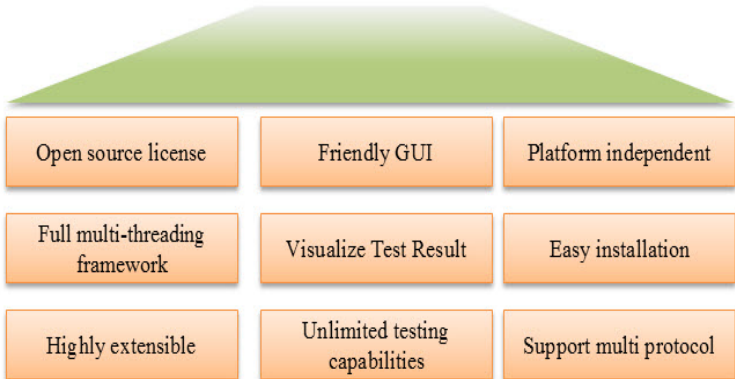 Open source license
Friendly GUI
Platform independent
Full multi-threading
framework
Visualize Test Result
Easy installation
Highly extensible
Unlimited testing
capabilities
Support multi protocol